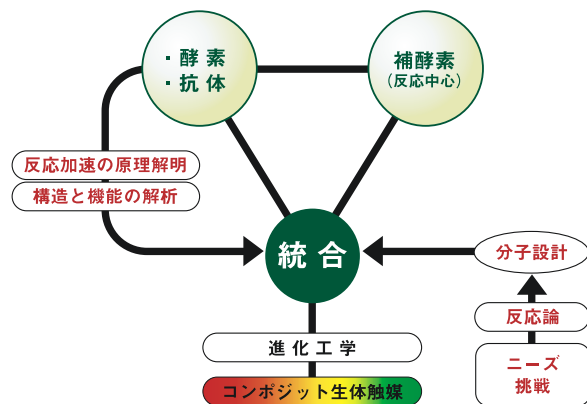 ・酵素
・抗体
補酵素
（反応中心）
反応加速の原理解明
構造と機能の解析
統合
分子設計
反応論
ニーズ
挑戦
進化工学
コンポジット生体触媒